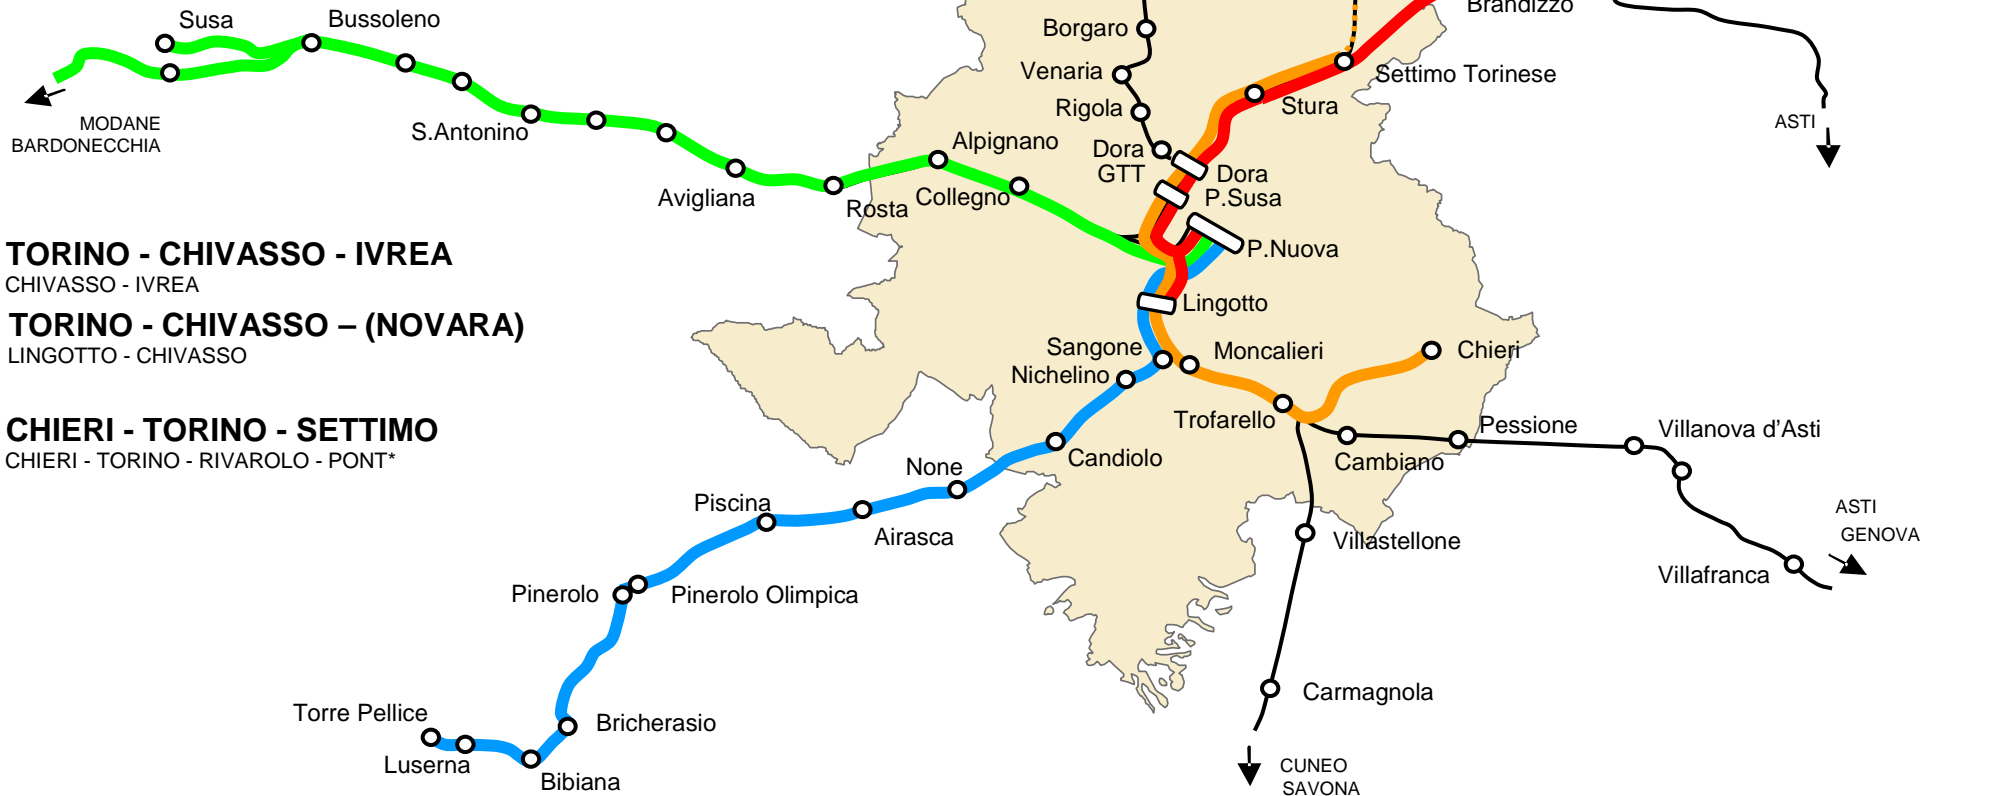 Brandizzo
Susa
Bussoleno
Borgaro
Venaria
Settimo Torinese
Rigola
Stura
MODANE
BARDONECCHIA
S.Antonino
ASTI
Alpignano
Dora
GTT
Dora
P.Susa
Avigliana
Rosta
Collegno
P.Nuova
TORINO - CHIVASSO - IVREA
CHIVASSO - IVREA
TORINO - CHIVASSO – (NOVARA)
LINGOTTO - CHIVASSO
Lingotto
Sangone
Moncalieri
Chieri
Nichelino
CHIERI - TORINO - SETTIMO
CHIERI - TORINO - RIVAROLO - PONT*
Trofarello
Pessione
Villanova d’Asti
Candiolo
Cambiano
None
Piscina
ASTI
GENOVA
Airasca
Villastellone
Villafranca
Pinerolo
Pinerolo Olimpica
Carmagnola
Torre Pellice
Bricherasio
Luserna
Bibiana
CUNEO
SAVONA